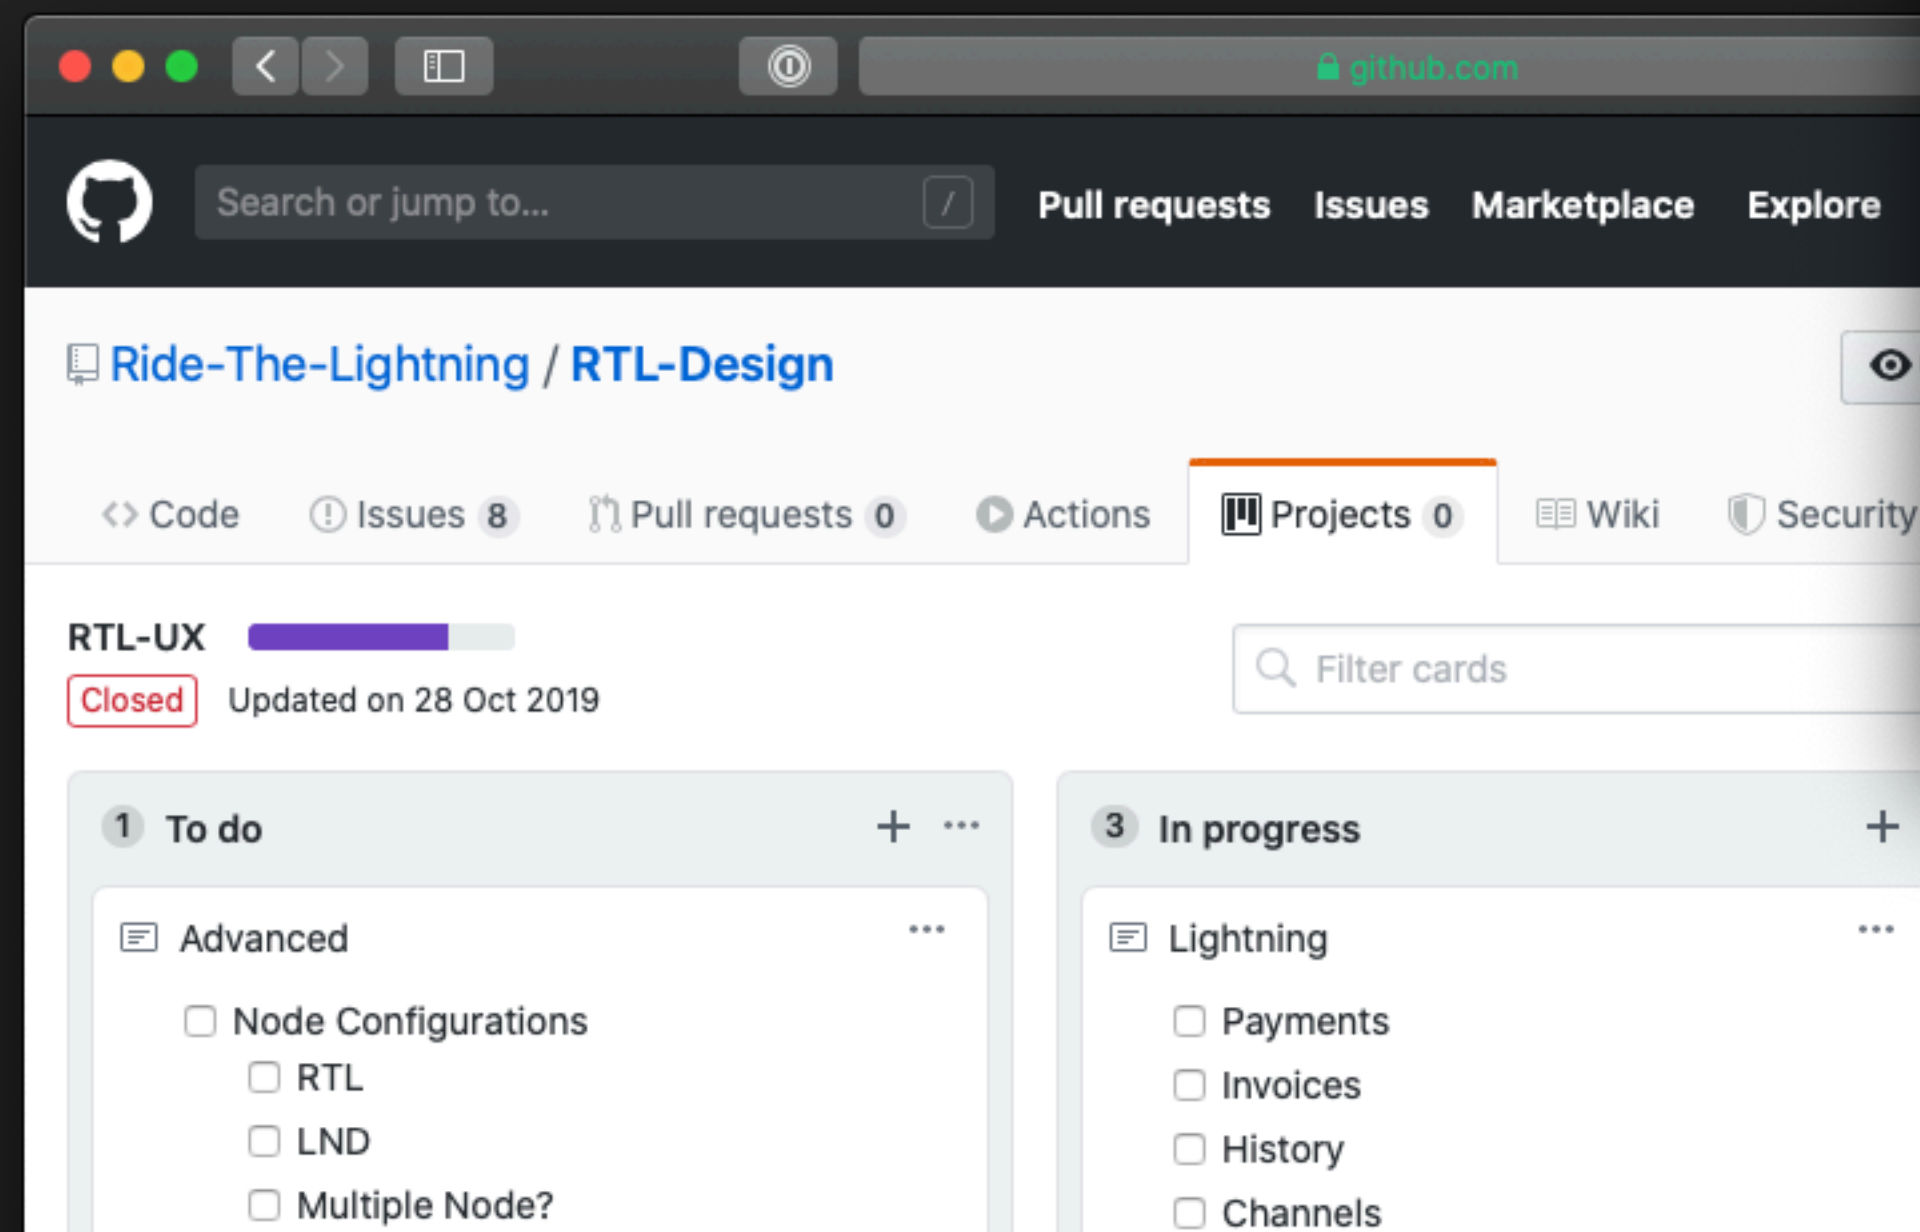 github.com
Search or jump to... /
Pull requests Issues Marketplace Explore
Ride-The-Lightning / RTL-Design
Code Issues 8 Pull requests 0 Actions Projects 0 Wiki Security
RTL-UX
Closed Updated on 28 Oct 2019
Filter cards
1 To do
Advanced
Node Configurations
RTL
LND
Multiple Node?
3 In progress
Lightning
Payments
Invoices
History
Channels